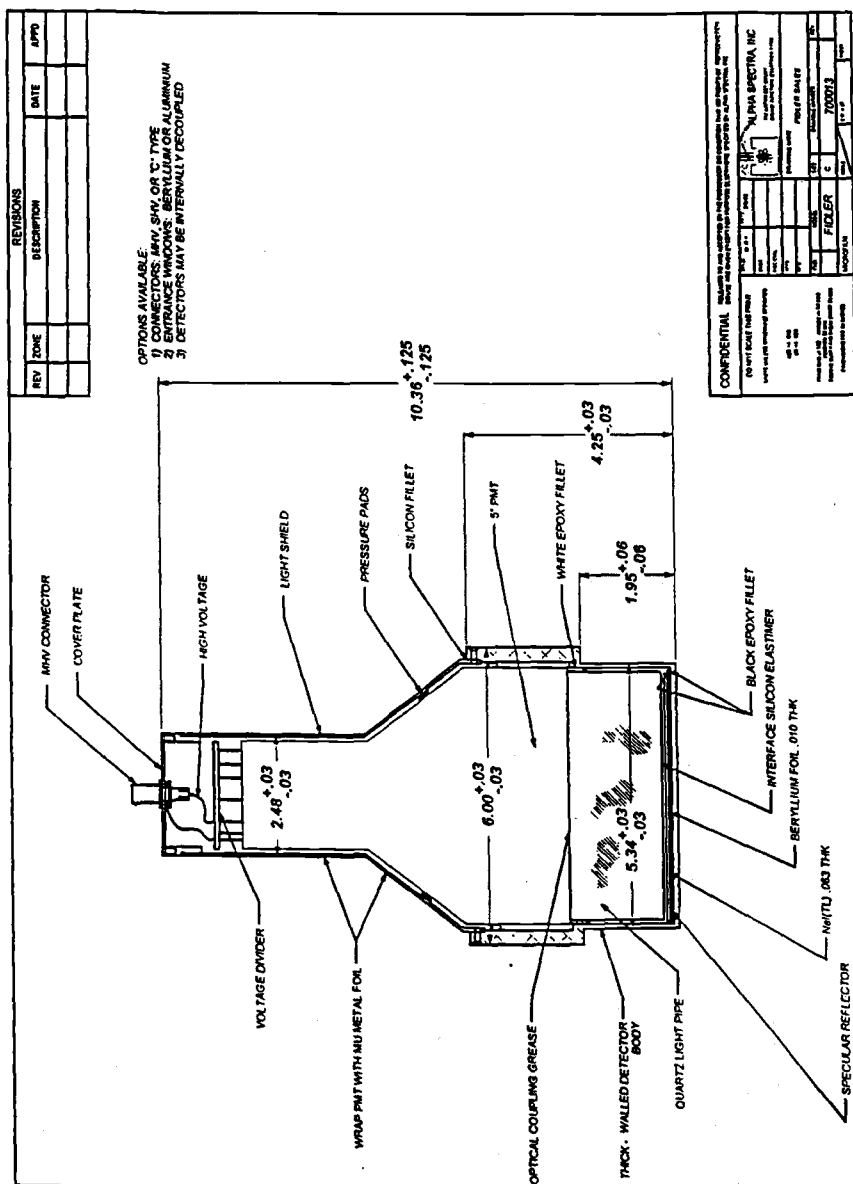 REVISIONS
REV ZONE DESCRIPTION DATE APPD
OPTIONS AVAILABLE:
1) CONNECTORS: MHV, SHV, OR "C" TYPE
2) ENTRANCE WINDOWS: BERYLLIUM OR ALUMINIUM
3) DETECTORS MAY BE INTERNALLY DECOUPLED
MHV CONNECTOR
COVER PLATE
HIGH VOLTAGE
LIGHT SHIELD
PRESSURE PADS
SILICON FILLET
5" PMT
WHITE EPOXY FILLET
BLACK EPOXY FILLET
INTERFACE SILICON ELASTIMER
BERYLLIUM FOIL .010 THK
NaI(TL) .063 THK
SPECULAR REFLECTOR
VOLTAGE DIVIDER
WRAP PMT WITH MU METAL FOIL
OPTICAL COUPLING GREASE
THICK - WALLED DETECTOR
BODY
QUARTZ LIGHT PIPE
10.36 +.125 -.125
4.25 +.03 -.03
1.95 +.06 -.06
2.48 +.03 -.03
6.00 +.03 -.03
5.34 +.03 -.03
CONFIDENTIAL
DO NOT SCALE THIS PRINT
ALPHA SPECTRA, INC
FIDLER SALES
FIDLER
C
700013